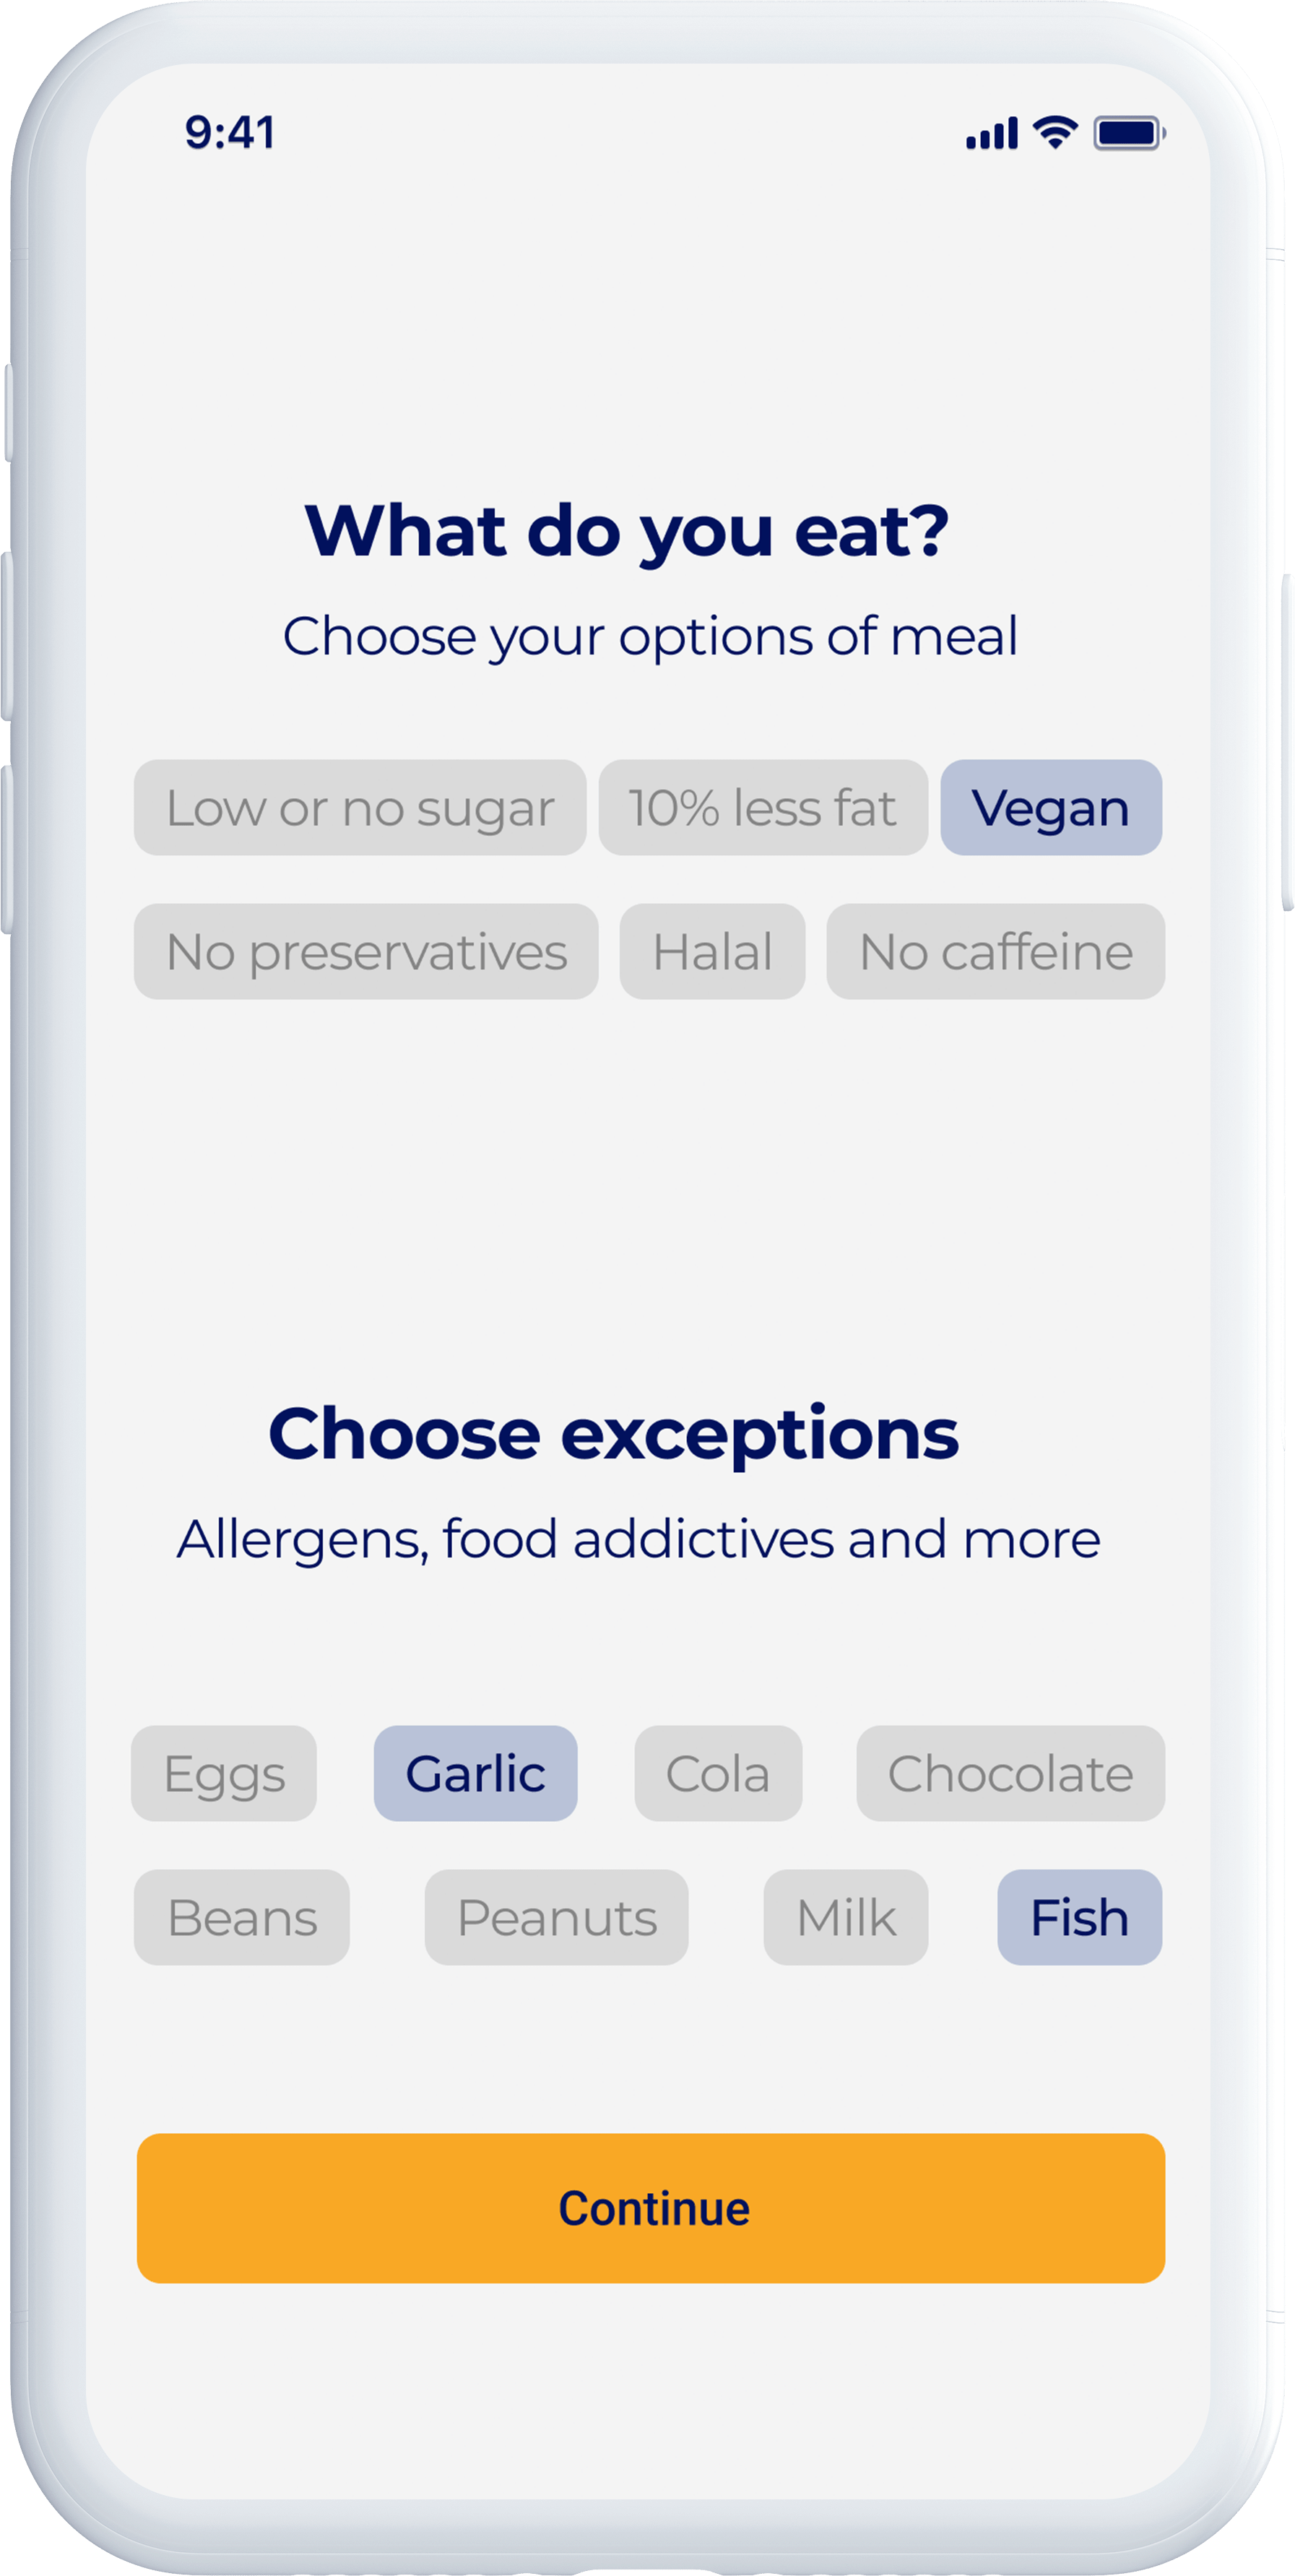 9:41
What do you eat?
Choose your options of meal
Low or no sugar 10% less fat Vegan
No preservatives Halal No caffeine
Choose exceptions
Allergens, food addictives and more
Eggs Garlic Cola Chocolate
Beans Peanuts Milk Fish
Continue